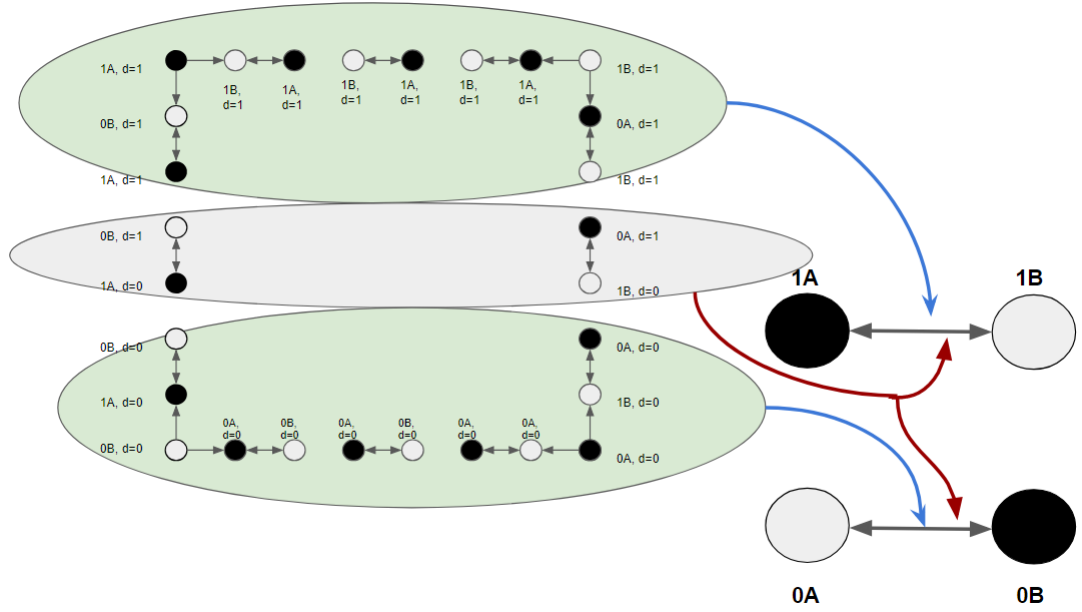 1A, d=1
1B,
d=1
1A,
d=1
1B,
d=1
1A,
d=1
1B,
d=1
1A,
d=1
1B, d=1
0B, d=1
0A, d=1
1A, d=1
1B, d=1
0B, d=1
0A, d=1
1A, d=0
1B, d=0
1A
1B
0B, d=0
0A, d=0
1A, d=0
1B, d=0
0B, d=0
0A,
d=0
0B,
d=0
0A,
d=0
0B,
d=0
0A,
d=0
0A,
d=0
0A, d=0
0A
0B